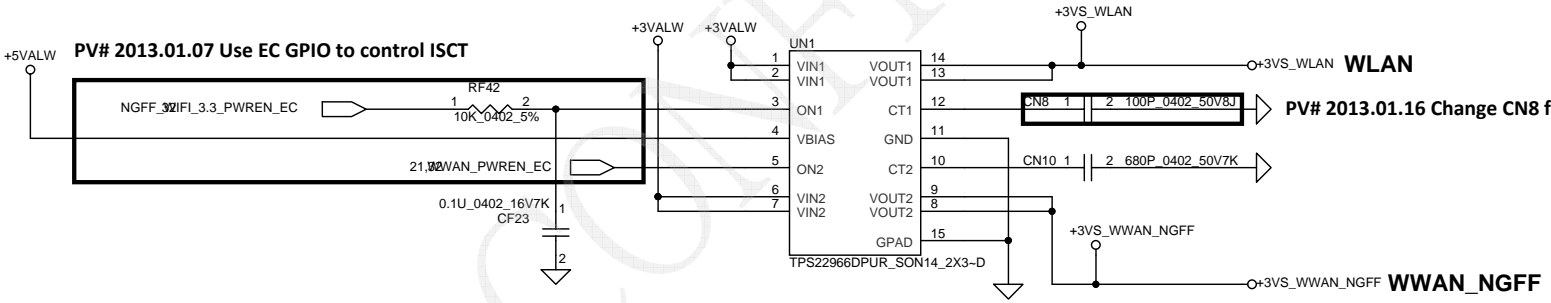 +3VS_WLAN
+5VALW
PV# 2013.01.07 Use EC GPIO to control ISCT
+3VALW
+3VALW
UN1
1 VIN1 VOUT1 14
2 VIN1 VOUT1 13
+3VS_WLAN WLAN
RF42
1 2
10K_0402_5%
WIFI_3.3_PWREN_EC
3 ON1 CT1 12
CN8 1 2 100P_0402_50V8J
PV# 2013.01.16 Change CN8 f
4 VBIAS GND 11
WWAN_PWREN_EC
5 ON2 CT2 10
CN10 1 2 680P_0402_50V7K
6 VIN2 VOUT2 9
7 VIN2 VOUT2 8
0.1U_0402_16V7K
CF23
1
2
GPAD 15
+3VS_WWAN_NGFF
TPS22966DPUR_SON14_2X3~D
+3VS_WWAN_NGFF WWAN_NGFF